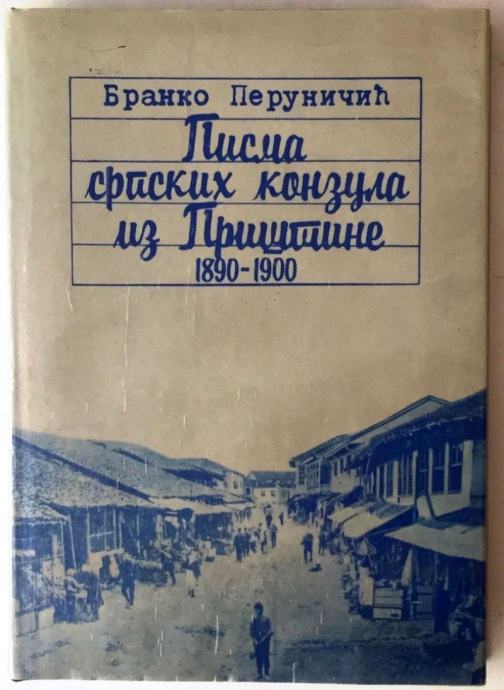 Бранко Перуничић
Писма
српских конзула
из Приштине
1890-1900